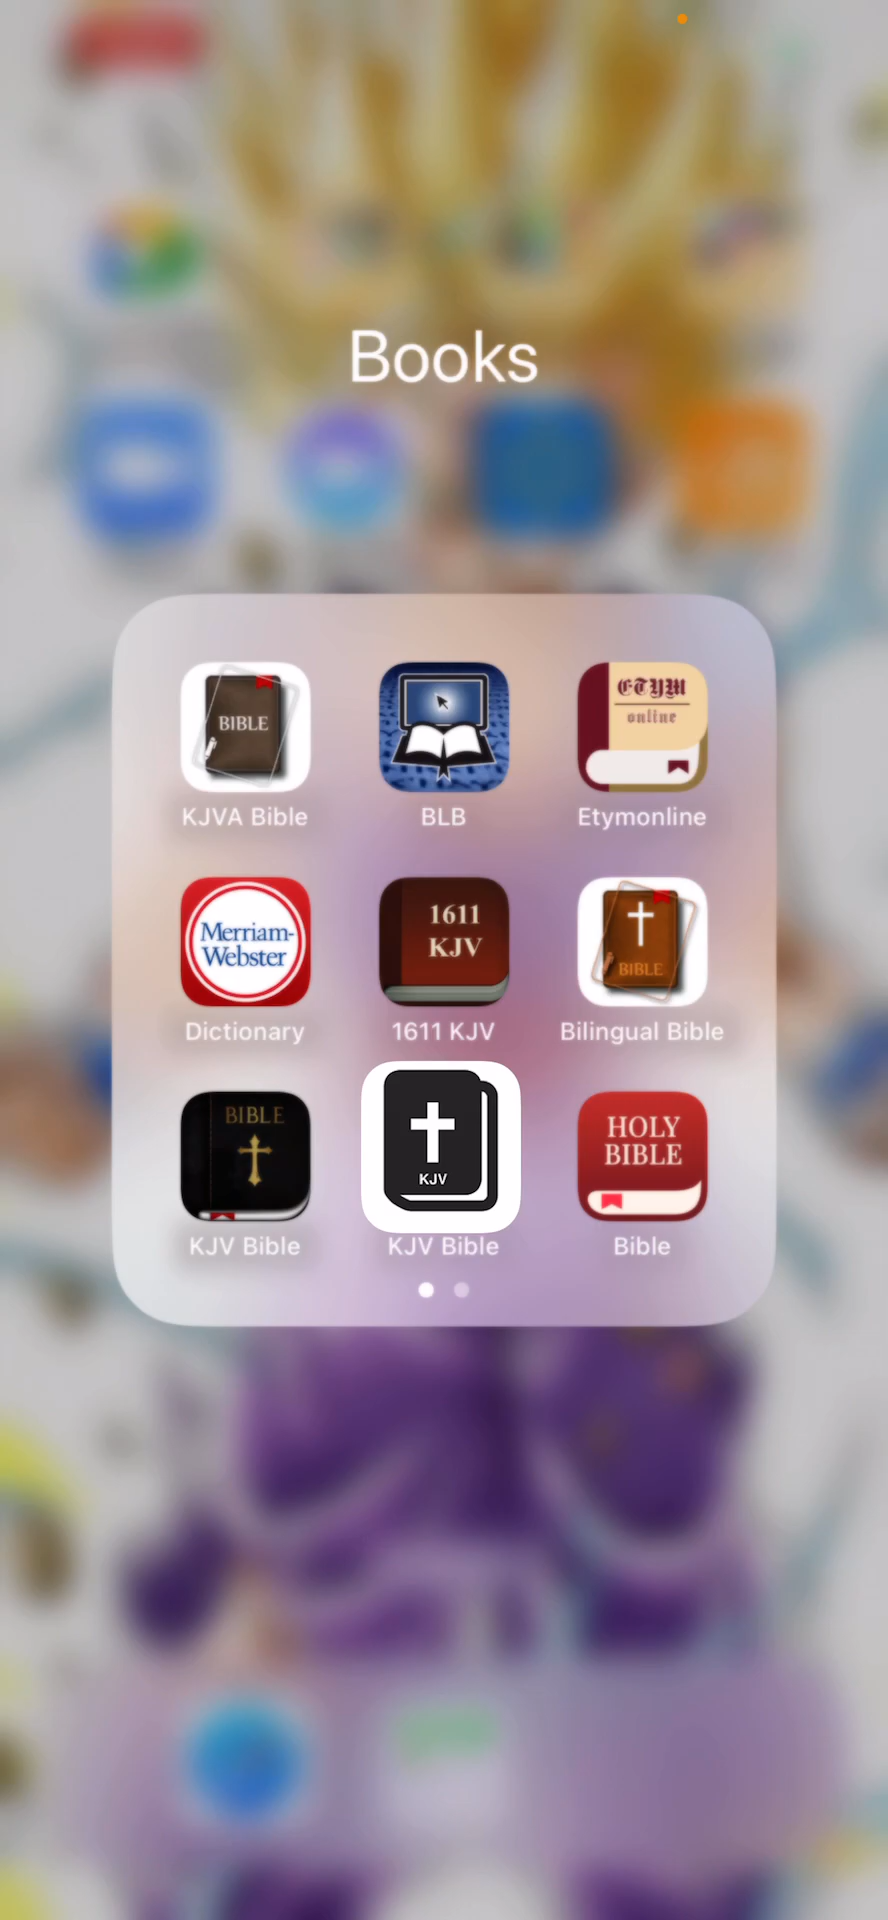 Books
BIBLE
ETYM
online
KJVA Bible
BLB
Etymonline
Merriam-
Webster
1611
KJV
BIBLE
Dictionary
1611 KJV
Bilingual Bible
BIBLE
KJV
HOLY
BIBLE
KJV Bible
KJV Bible
Bible